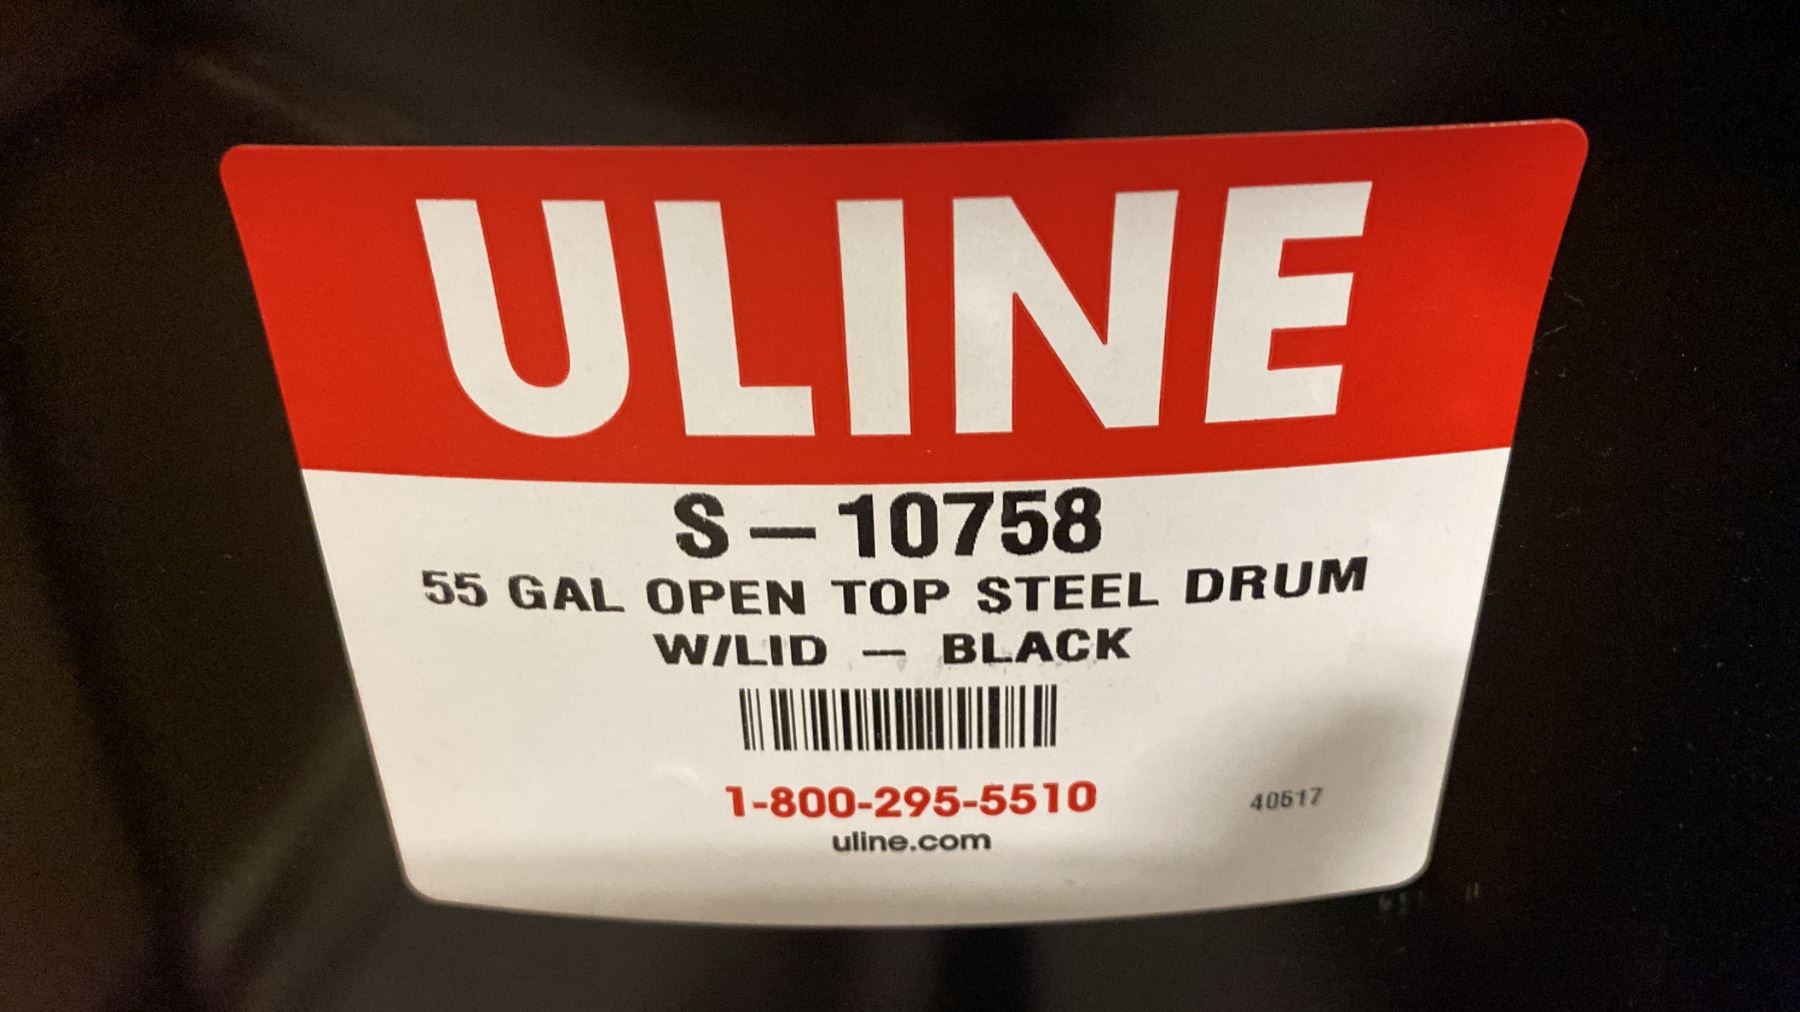 ULINE
S-10758
55 GAL OPEN TOP STEEL DRUM
W/LID - BLACK
1-800-295-5510
40517
uline.com